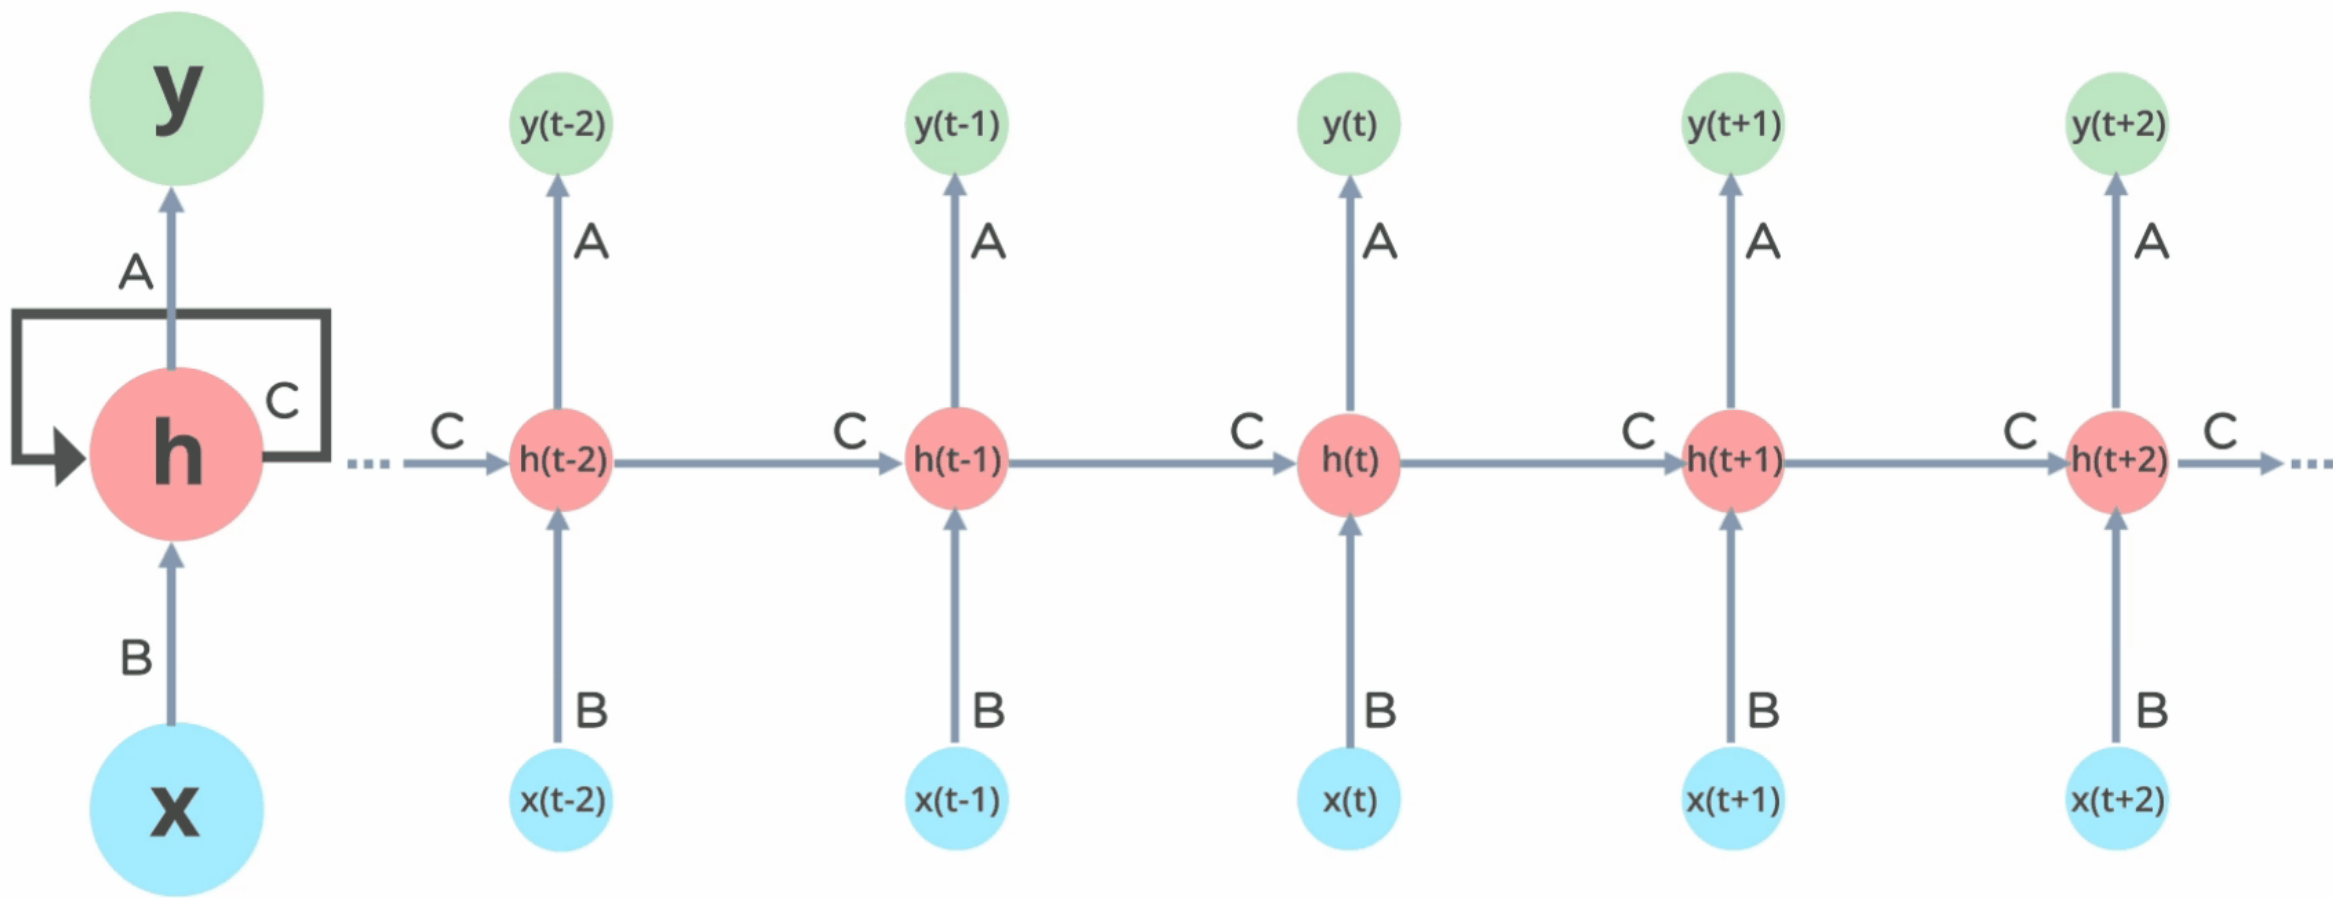 y
y(t-2) y(t-1) y(t) y(t+1) y(t+2)
A A A A A
A
C
C C C C C C
h
h(t-2) h(t-1) h(t) h(t+1) h(t+2)
B
B B B B B
x
x(t-2) x(t-1) x(t) x(t+1) x(t+2)